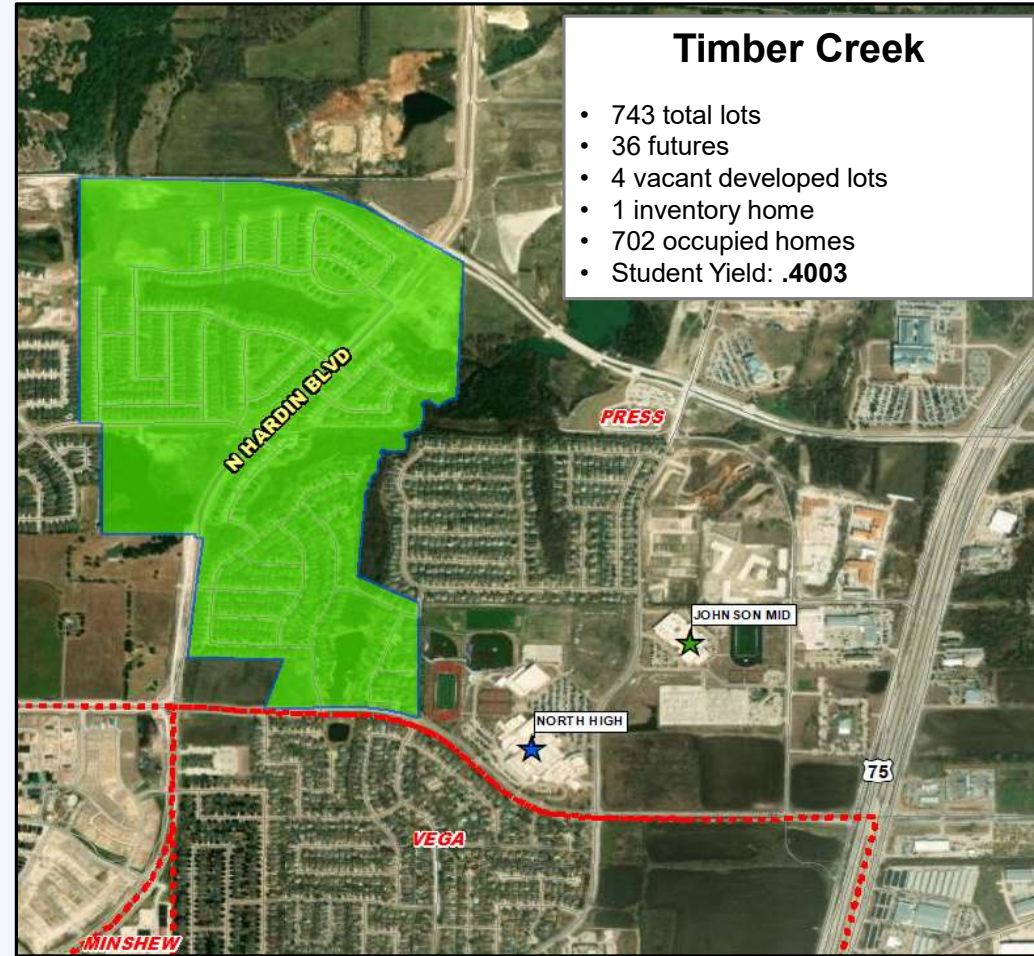 Timber Creek
• 743 total lots
• 36 futures
• 4 vacant developed lots
• 1 inventory home
• 702 occupied homes
• Student Yield: .4003
N HARDIN BLVD
PRESS
JOHNSON MID
NORTH HIGH
75
VEGA
MINSHEW